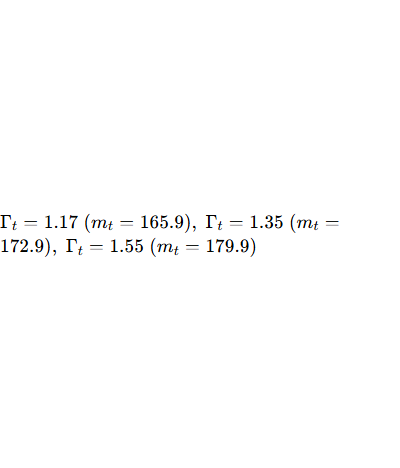 Γₜ = 1.17 (mₜ = 165.9), Γₜ = 1.35 (mₜ =
172.9), Γₜ = 1.55 (mₜ = 179.9)